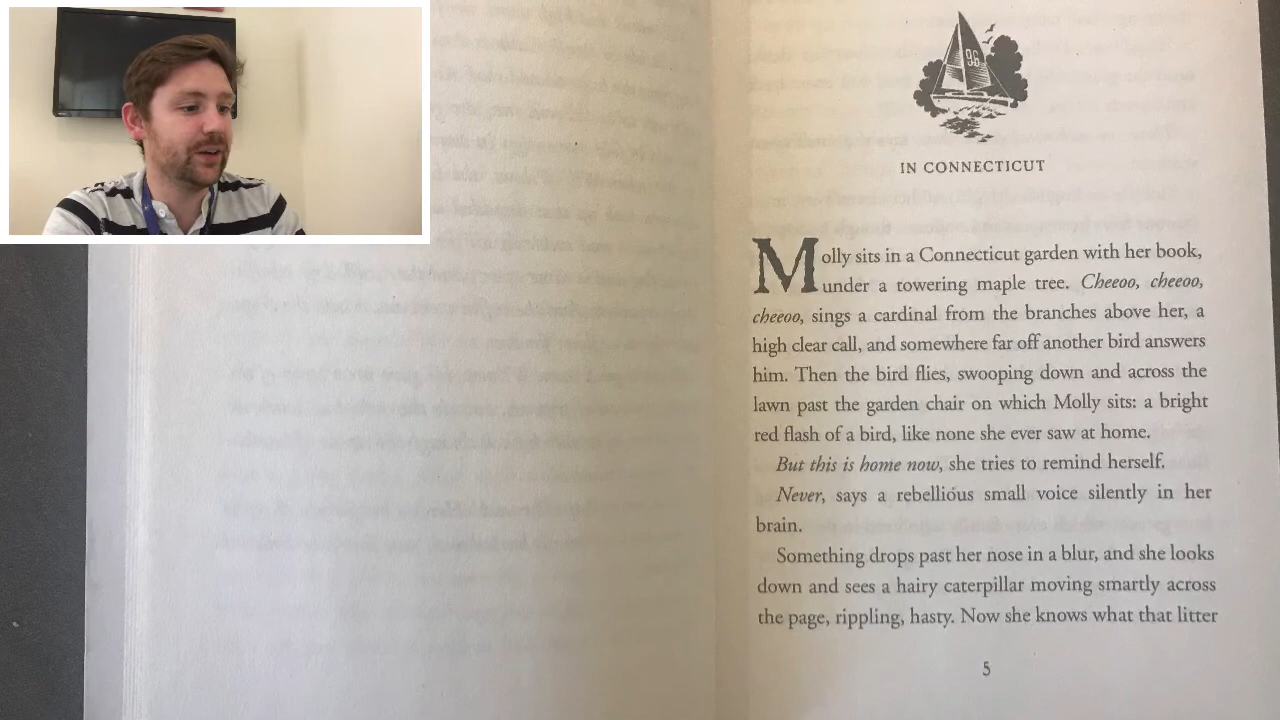 96
IN CONNECTICUT
Molly sits in a Connecticut garden with her book,
under a towering maple tree. Cheeoo, cheeoo,
cheeoo, sings a cardinal from the branches above her, a
high clear call, and somewhere far off another bird answers
him. Then the bird flies, swooping down and across the
lawn past the garden chair on which Molly sits: a bright
red flash of a bird, like none she ever saw at home.
But this is home now, she tries to remind herself.
Never, says a rebellious small voice silently in her
brain.
Something drops past her nose in a blur, and she looks
down and sees a hairy caterpillar moving smartly across
the page, rippling, hasty. Now she knows what that litter
5